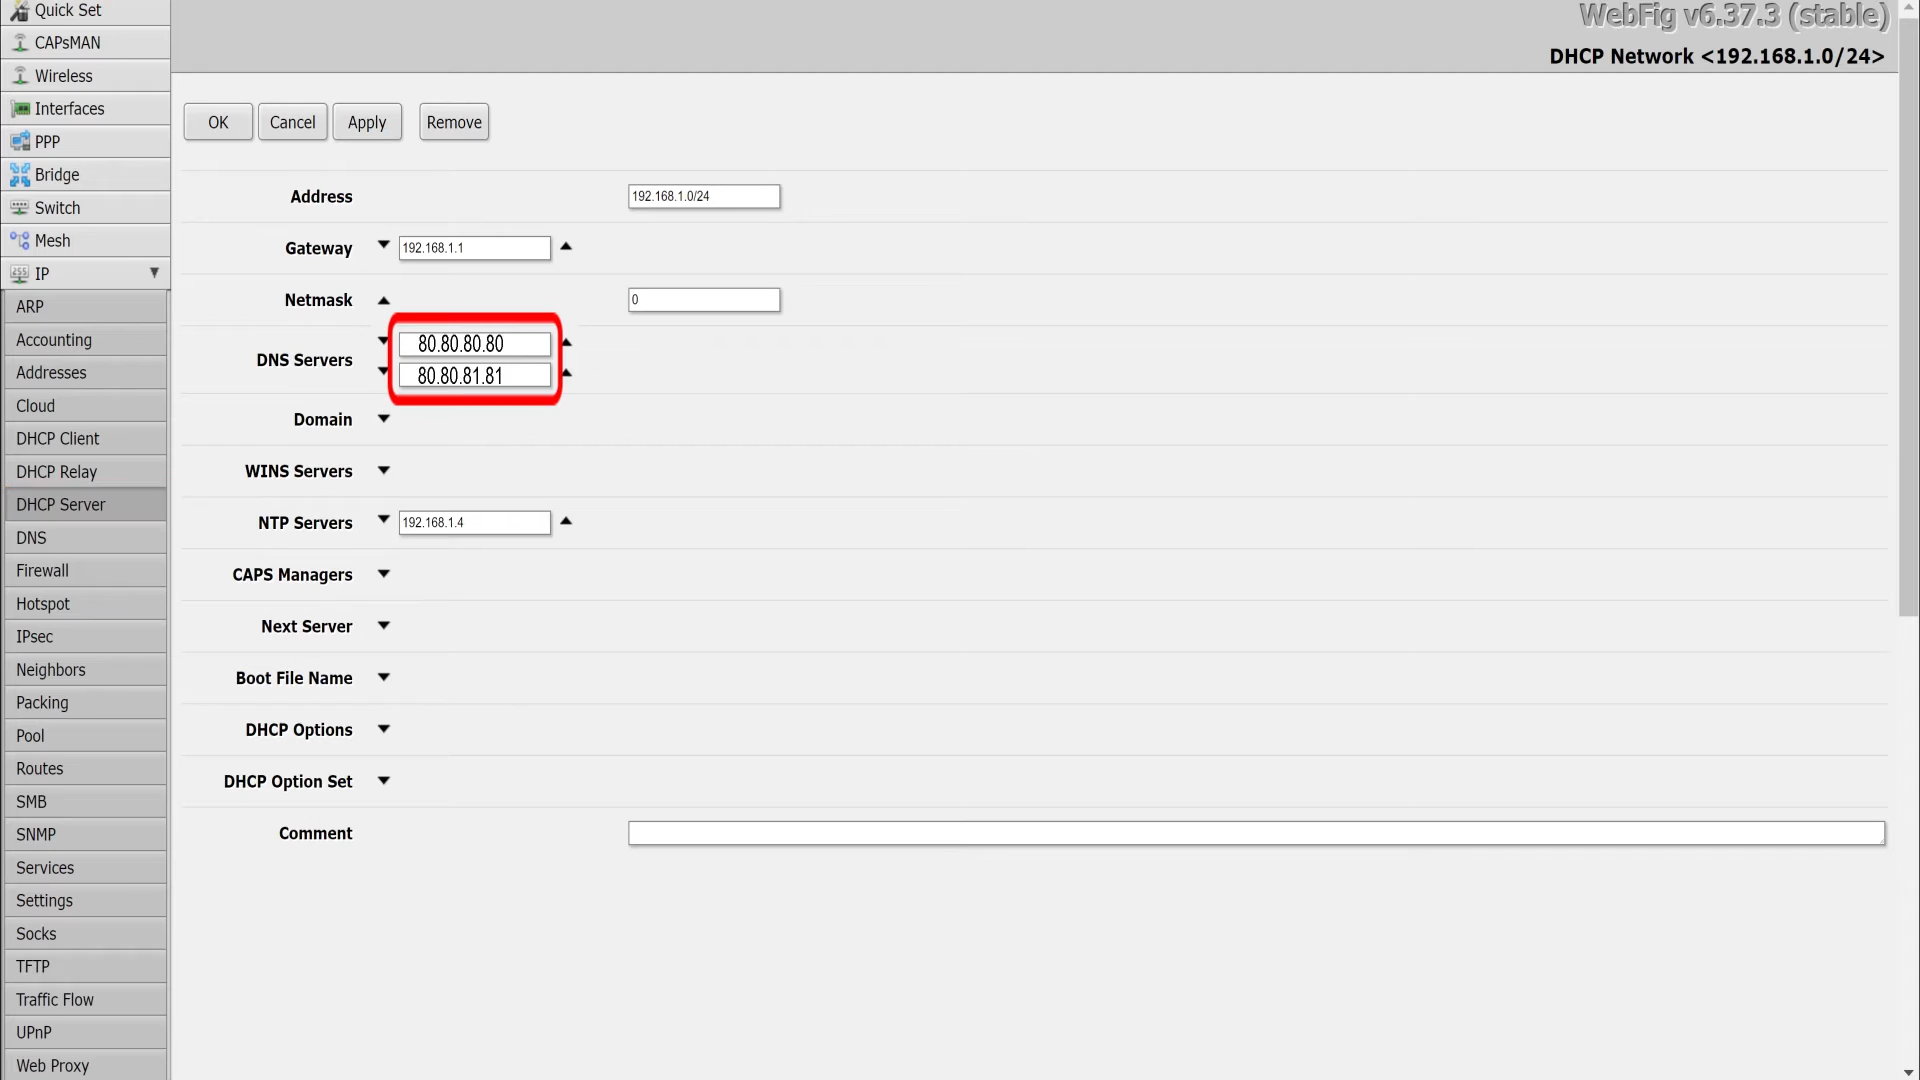 WebFig v6.37.3 (stable)
DHCP Network <192.168.1.0/24>
Quick Set
CAPsMAN
Wireless
Interfaces
PPP
Bridge
Switch
Mesh
255 IP ▼
ARP
Accounting
Addresses
Cloud
DHCP Client
DHCP Relay
DHCP Server
DNS
Firewall
Hotspot
IPsec
Neighbors
Packing
Pool
Routes
SMB
SNMP
Services
Settings
Socks
TFTP
Traffic Flow
UPnP
Web Proxy
OK Cancel Apply Remove
Address 192.168.1.0/24
Gateway ▼ 192.168.1.1 ▲
Netmask ▲ 0
DNS Servers ▼ 80.80.80.80 ▲
▼ 80.80.81.81 ▲
Domain ▼
WINS Servers ▼
NTP Servers ▼ 192.168.1.4 ▲
CAPS Managers ▼
Next Server ▼
Boot File Name ▼
DHCP Options ▼
DHCP Option Set ▼
Comment